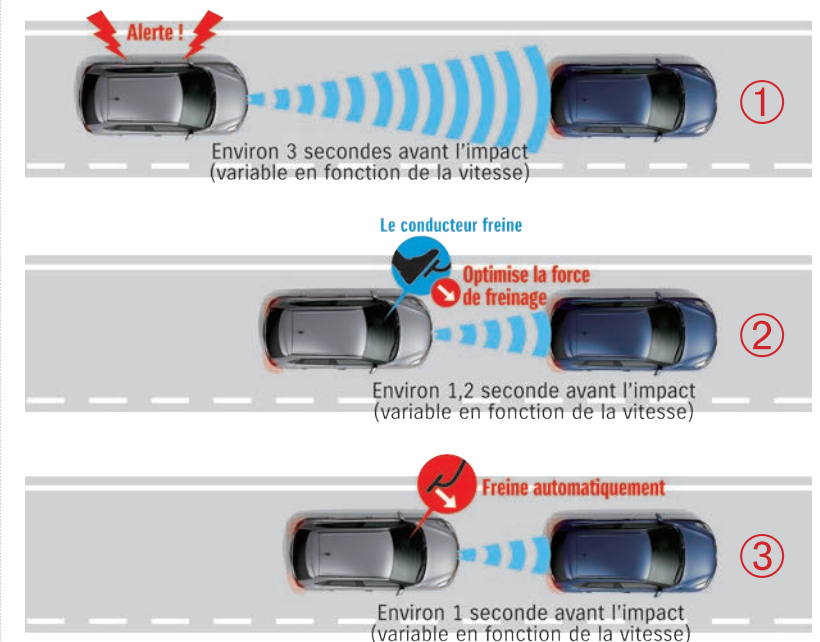 Alerte !
①
Environ 3 secondes avant l'impact
(variable en fonction de la vitesse)
Le conducteur freine
Optimise la force
de freinage
②
Environ 1,2 seconde avant l'impact
(variable en fonction de la vitesse)
Freine automatiquement
③
Environ 1 seconde avant l'impact
(variable en fonction de la vitesse)